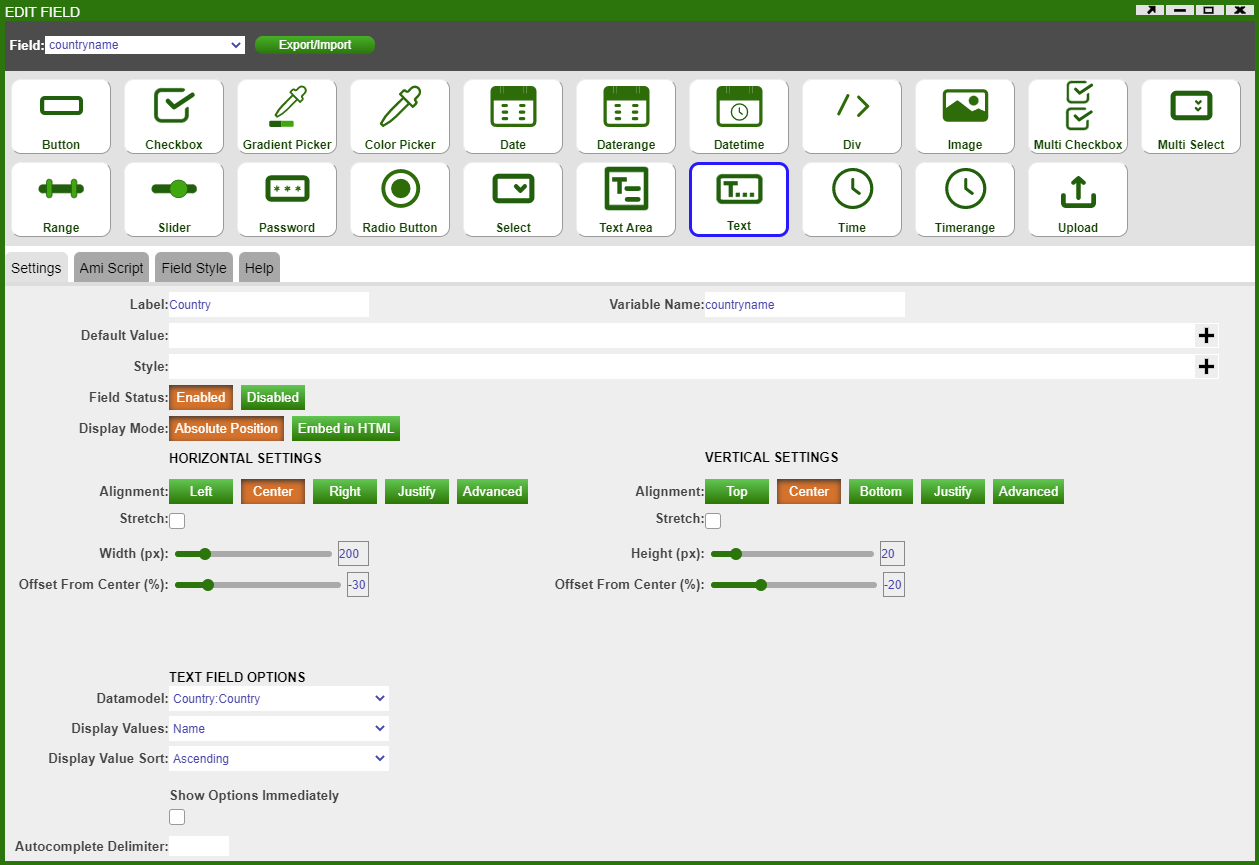 EDIT FIELD
Field: countryname Export/Import
Button Checkbox Gradient Picker Color Picker Date Daterange Datetime Div Image Multi Checkbox Multi Select
* * * T T...
Range Slider Password Radio Button Select Text Area Text Time Timerange Upload
Settings Ami Script Field Style Help
Label: Country Variable Name: countryname
Default Value:
Style:
Field Status: Enabled Disabled
Display Mode: Absolute Position Embed in HTML
HORIZONTAL SETTINGS VERTICAL SETTINGS
Alignment: Left Center Right Justify Advanced Alignment: Top Center Bottom Justify Advanced
Stretch: Stretch:
Width (px): 200 Height (px): 20
Offset From Center (%): -30 Offset From Center (%): -20
TEXT FIELD OPTIONS
Datamodel: Country:Country
Display Values: Name
Display Value Sort: Ascending
Show Options Immediately
Autocomplete Delimiter: